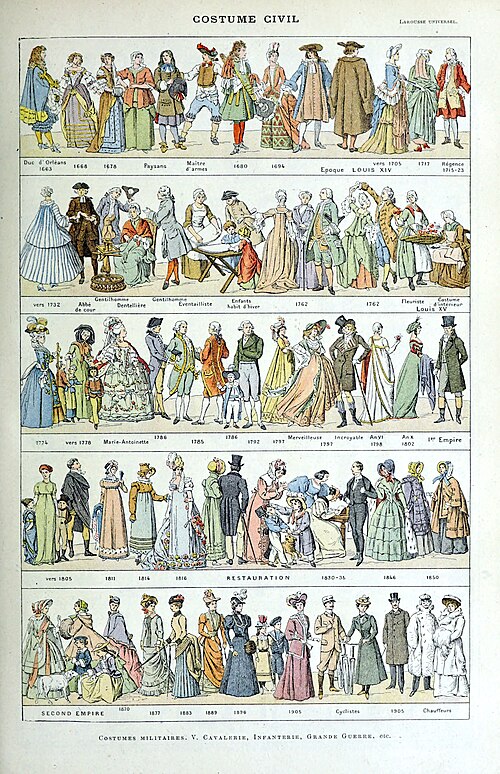 COSTUME CIVIL
LAROUSSE UNIVERSEL.
Duc d'Orléans 1663
1668
1678
Paysans
Maître d'armes
1680
1694
Epoque LOUIS XIV
vers 1705
1717
Régence 1715-23
vers 1732
Abbé de cour
Gentilhomme
Dentellière
Gentilhomme
Eventailliste
Enfants habit d'hiver
1762
1762
Fleuriste
Costume d'intérieur
Louis XV
1774
vers 1778
Marie-Antoinette
1786
1785
1786
1792
1797
Merveilleuse
1797
Incroyable
An VI 1798
An X 1802
1er Empire
vers 1805
1811
1814
1816
RESTAURATION
1830-35
1846
1850
SECOND EMPIRE
1870
1877
1883
1889
1896
1905
Cyclistes
1905
Chauffeurs
COSTUMES MILITAIRES. V. CAVALERIE, INFANTERIE, GRANDE GUERRE, etc.